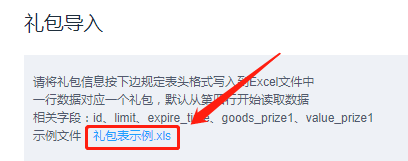 礼包导入
请将礼包信息按下边规定表头格式写入到Excel文件中
一行数据对应一个礼包，默认从第四行开始读取数据
相关字段：id、limit、expire_time、goods_prize1、value_prize1
示例文件 礼包表示例.xls